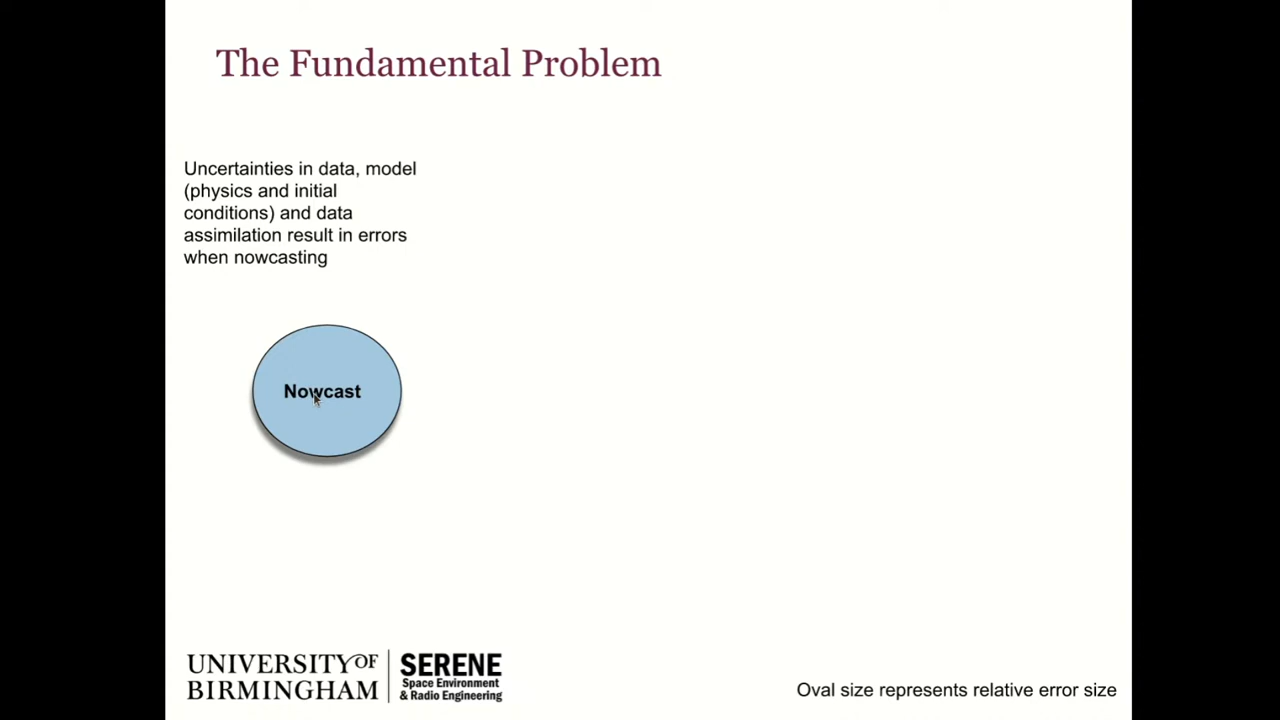 The Fundamental Problem
Uncertainties in data, model
(physics and initial
conditions) and data
assimilation result in errors
when nowcasting
Nowcast
UNIVERSITY OF
BIRMINGHAM
SERENE
Space Environment
& Radio Engineering
Oval size represents relative error size